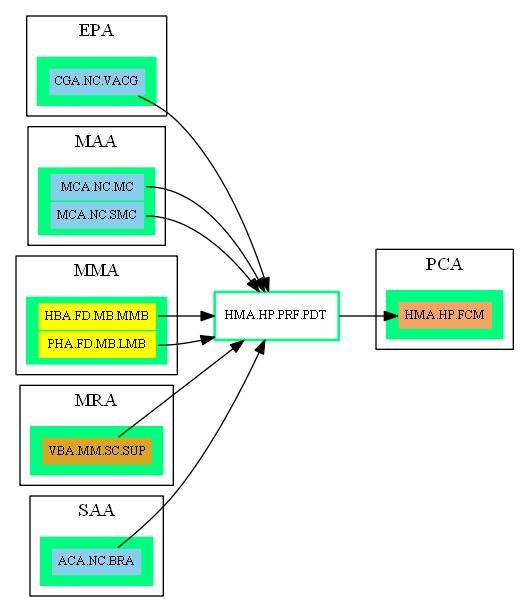 EPA
CGA.NC.VACG
MAA
MCA.NC.MC
MCA.NC.SMC
MMA
HBA.FD.MB.MMB
PHA.FD.MB.LMB
MRA
VBA.MM.SC.SUP
SAA
ACA.NC.BRA
HMA.HP.PRF.PDT
PCA
HMA.HP.FCM